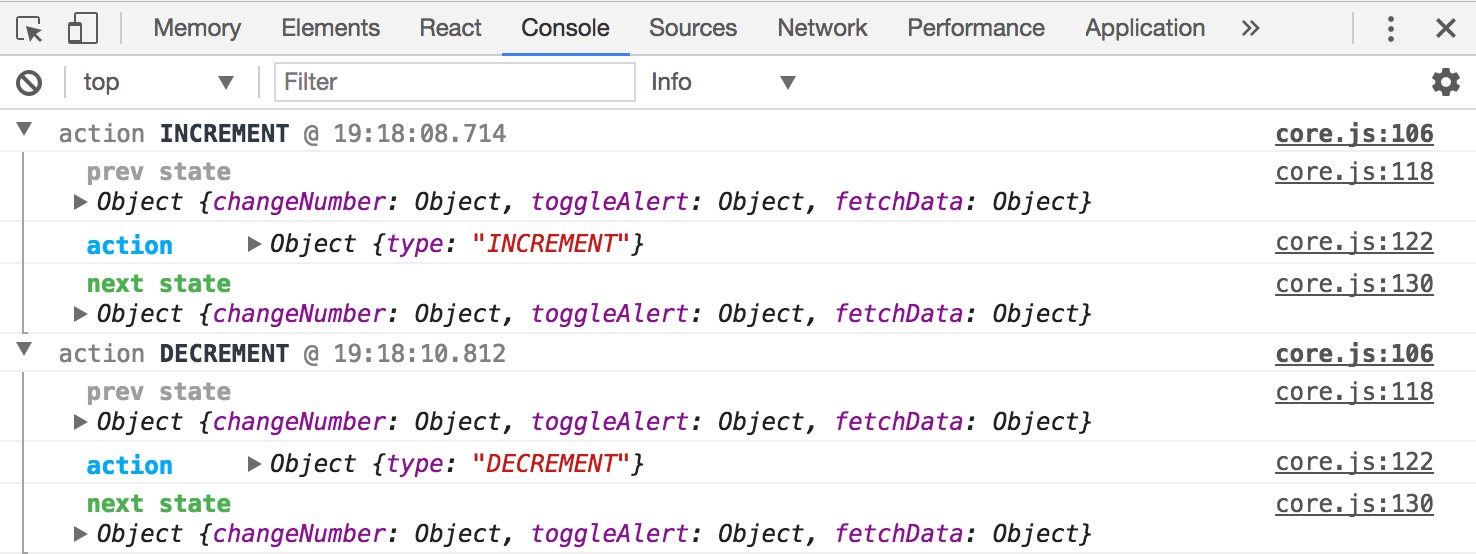 Memory Elements React Console Sources Network Performance Application »
top Filter Info
action INCREMENT @ 19:18:08.714 core.js:106
prev state core.js:118
Object {changeNumber: Object, toggleAlert: Object, fetchData: Object}
action Object {type: "INCREMENT"} core.js:122
next state core.js:130
Object {changeNumber: Object, toggleAlert: Object, fetchData: Object}
action DECREMENT @ 19:18:10.812 core.js:106
prev state core.js:118
Object {changeNumber: Object, toggleAlert: Object, fetchData: Object}
action Object {type: "DECREMENT"} core.js:122
next state core.js:130
Object {changeNumber: Object, toggleAlert: Object, fetchData: Object}